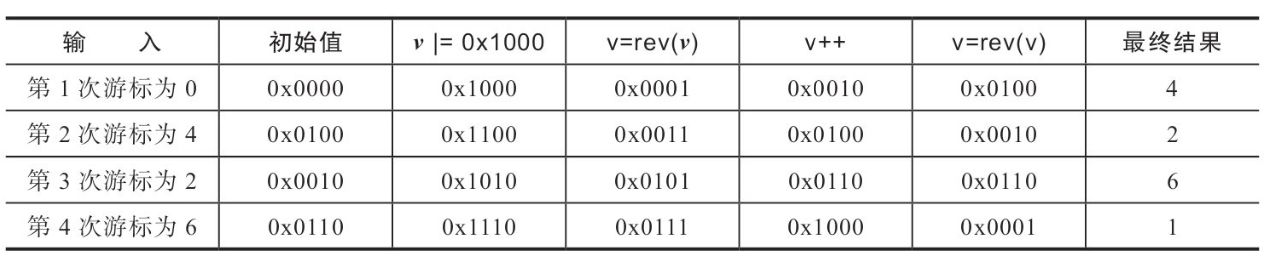 输 入 初始值 v |= 0x1000 v=rev(v) v++ v=rev(v) 最终结果
第 1 次游标为 0 0x0000 0x1000 0x0001 0x0010 0x0100 4
第 2 次游标为 4 0x0100 0x1100 0x0011 0x0100 0x0010 2
第 3 次游标为 2 0x0010 0x1010 0x0101 0x0110 0x0110 6
第 4 次游标为 6 0x0110 0x1110 0x0111 0x1000 0x0001 1